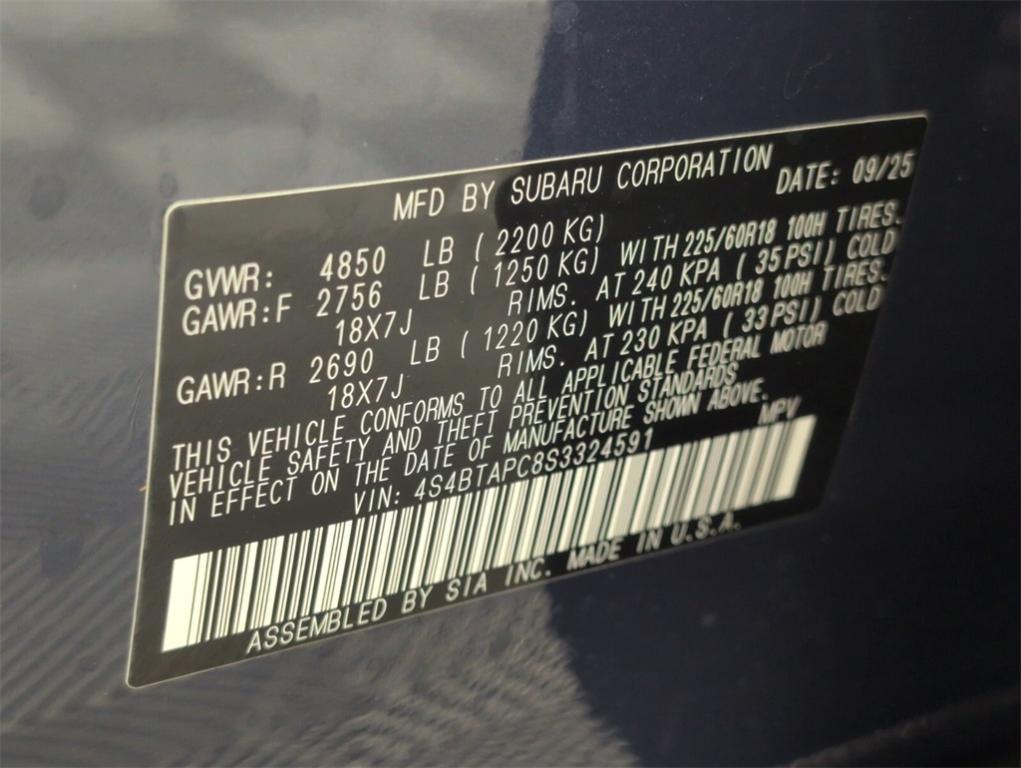 MFD BY SUBARU CORPORATION DATE: 09/25
GVWR: 4850 LB (2200 KG)
GAWR:F 2756 LB (1250 KG) WITH 225/60R18 100H TIRES.
18X7J RIMS. AT 240 KPA (35 PSI) COLD
GAWR:R 2690 LB (1220 KG) WITH 225/60R18 100H TIRES.
18X7J RIMS. AT 230 KPA (33 PSI) COLD
THIS VEHICLE CONFORMS TO ALL APPLICABLE FEDERAL MOTOR
VEHICLE SAFETY AND THEFT PREVENTION STANDARDS
IN EFFECT ON THE DATE OF MANUFACTURE SHOWN ABOVE.
VIN: 4S4BTAPC8S3324591 MPV
ASSEMBLED BY SIA INC. MADE IN U.S.A.